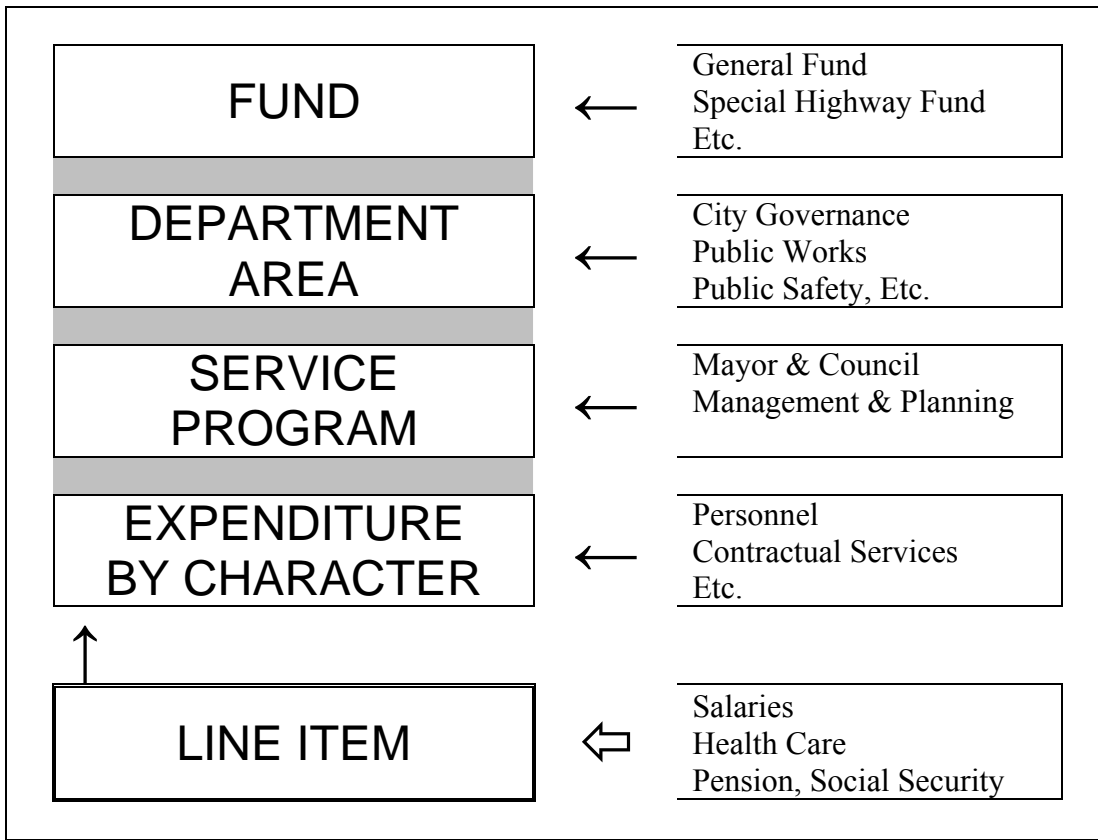 FUND
General Fund
Special Highway Fund
Etc.
DEPARTMENT
AREA
City Governance
Public Works
Public Safety, Etc.
SERVICE
PROGRAM
Mayor & Council
Management & Planning
EXPENDITURE
BY CHARACTER
Personnel
Contractual Services
Etc.
LINE ITEM
Salaries
Health Care
Pension, Social Security